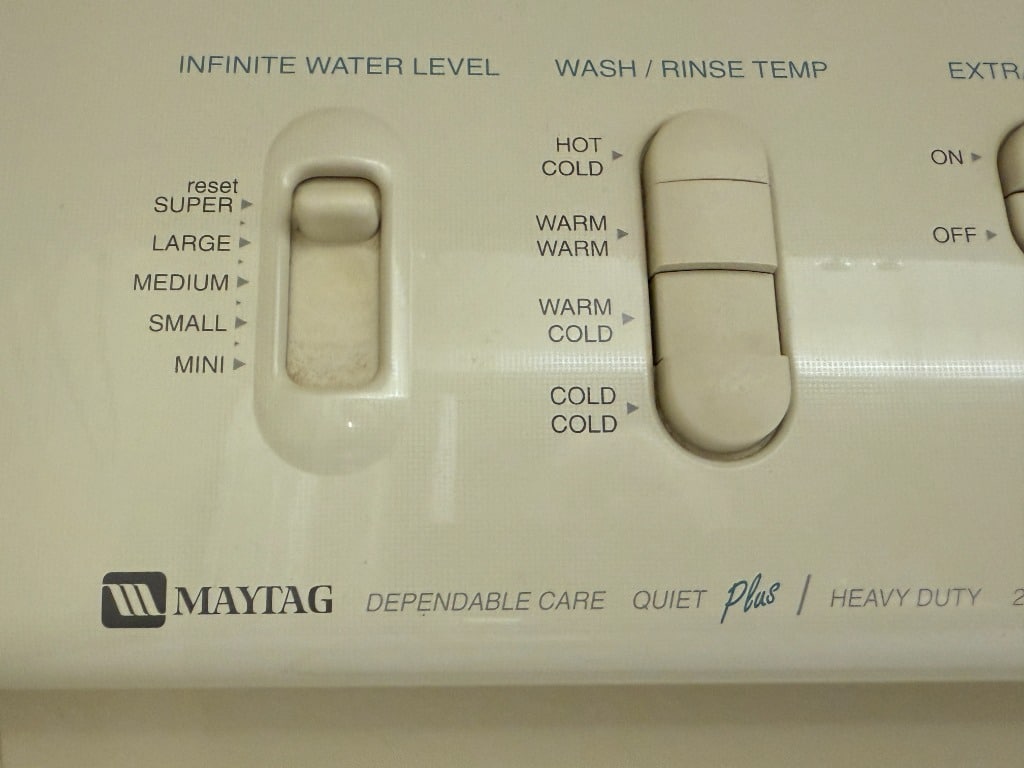 INFINITE WATER LEVEL
reset
SUPER
LARGE
MEDIUM
SMALL
MINI
WASH / RINSE TEMP
HOT
COLD
WARM
WARM
WARM
COLD
COLD
COLD
ON
OFF
MAYTAG DEPENDABLE CARE QUIET Plus / HEAVY DUTY